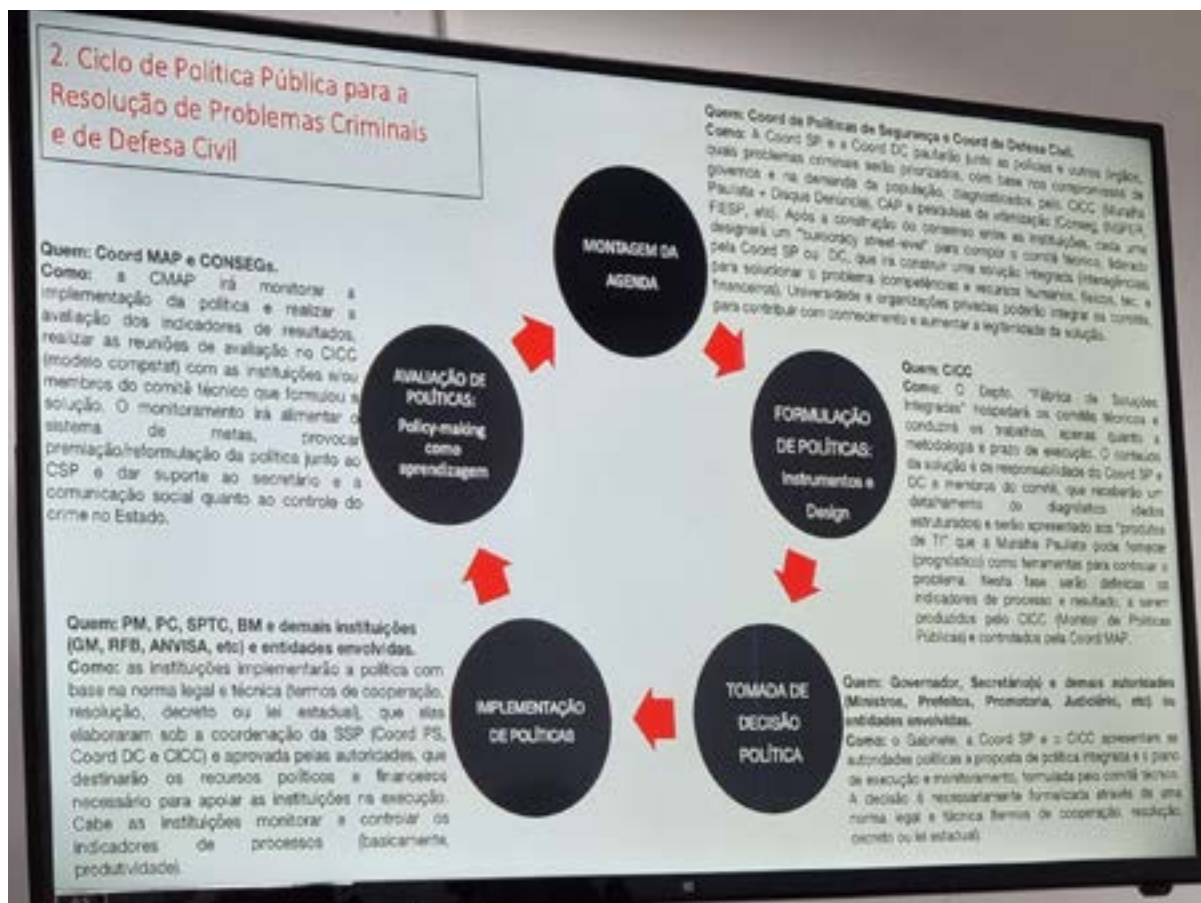 2. Ciclo de Política Pública para a
Resolução de Problemas Criminais
e de Defesa Civil
Quem: Coord de Políticas de Segurança e Coord de Defesa Civil.
Como: A Coord SP e a Coord DC pautarão junto as polícias e outros órgãos,
quais problemas criminais serão priorizados, com base nos compromissos de
governos e na demanda da população, diagnosticados pelo CICC (Muralha
Paulista + Disque Denúncia), CAP e pesquisas de vitimização (Conseg, INSPER,
FIESP, etc). Após a construção do consenso entre as instituições, cada uma
designará um "burocracy street-level" para compor o comitê técnico, liderado
pela Coord SP ou DC, que irá construir uma solução integrada (interagências)
para solucionar o problema (competências e recursos humanos, físicos, tec. e
financeiros). Universidade e organizações privadas poderão integrar os comitês,
para contribuir com conhecimento e aumentar a legitimidade da solução.
MONTAGEM DA
AGENDA
Quem: CICC
Como: O Depto. "Fábrica de Soluções
Integradas" hospedará os comitês técnicos e
conduzirá os trabalhos, apenas quanto a
metodologia e prazo de execução. O conteúdo
da solução é de responsabilidade da Coord SP e
DC e membros do comitê, que receberão um
detalhamento do diagnóstico (dados
estruturados) e serão apresentado aos "produtos
de TI" que a Muralha Paulista pode fornecer
(prognóstico) como ferramentas para controlar o
problema. Nesta fase serão definidas os
indicadores de processo e resultado, a serem
produzidos pelo CICC (Monitor de Políticas
Públicas) e controlados pela Coord MAP.
FORMULAÇÃO
DE POLÍTICAS:
Instrumentos e
Design
Quem: Governador, Secretário(s) e demais autoridades
(Ministros, Prefeitos, Promotoria, Judiciário, etc) ou
entidades envolvidas.
Como: o Gabinete, a Coord SP e o CICC apresentam as
autoridades políticas a proposta de política integrada e o plano
de execução e monitoramento, formulada pelo comitê técnico.
A decisão é necessariamente formalizada através de uma
norma legal e técnica (termos de cooperação, resolução,
decreto ou lei estadual).
TOMADA DE
DECISÃO
POLÍTICA
Quem: PM, PC, SPTC, BM e demais instituições
(GM, RFB, ANVISA, etc) e entidades envolvidas.
Como: as instituições implementarão a política com
base na norma legal e técnica (termos de cooperação,
resolução, decreto ou lei estadual), que elas
elaboraram sob a coordenação da SSP (Coord PS,
Coord DC e CICC) e aprovada pelas autoridades, que
destinarão os recursos políticos e financeiros
necessário para apoiar as instituições na execução.
Cabe as instituições monitorar e controlar os
indicadores de processos (basicamente,
produtividade).
IMPLEMENTAÇÃO
DE POLÍTICAS
Quem: Coord MAP e CONSEGs.
Como: a CMAP irá monitorar a
implementação da política e realizar a
avaliação dos indicadores de resultados,
realizar as reuniões de avaliação no CICC
(modelo compstat) com as instituições e/ou
membros do comitê técnico que formulou a
solução. O monitoramento irá alimentar o
sistema de metas, provocar
premiação/reformulação da política junto ao
CSP e dar suporte ao secretário e a
comunicação social quanto ao controle do
crime no Estado.
AVALIAÇÃO DE
POLÍTICAS:
Policy-making
como
aprendizagem